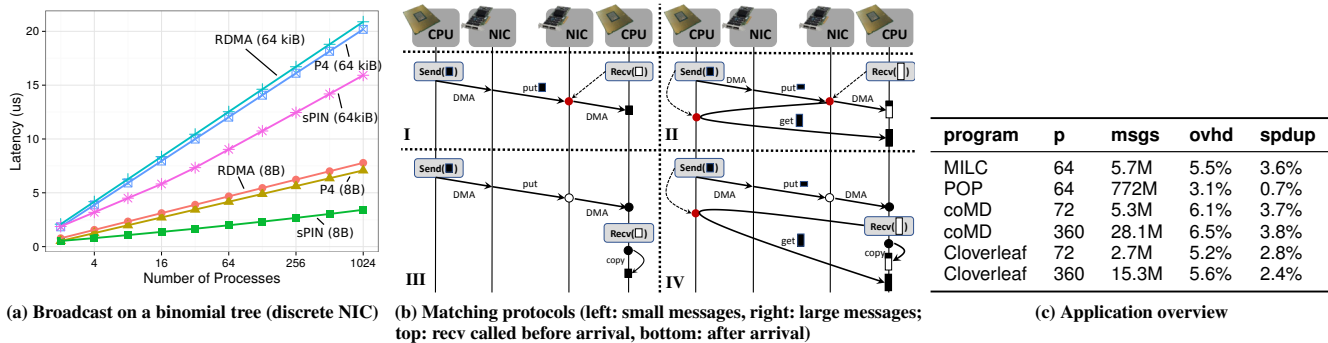 20
15
10
5
0
Latency (us)
RDMA (64 kiB)
P4 (64 kiB)
sPIN (64kiB)
RDMA (8B)
P4 (8B)
sPIN (8B)
4
16
64
256
1024
Number of Processes
(a) Broadcast on a binomial tree (discrete NIC)
CPU NIC NIC CPU
Send( )
Recv( )
DMA
put
DMA
I
CPU NIC NIC CPU
Send( )
Recv( )
DMA
put
DMA
get
II
Send( )
DMA
put
DMA
Recv( )
copy
III
Send( )
DMA
put
DMA
Recv( )
copy
get
IV
(b) Matching protocols (left: small messages, right: large messages;
top: recv called before arrival, bottom: after arrival)
program p msgs ovhd spdup
MILC 64 5.7M 5.5% 3.6%
POP 64 772M 3.1% 0.7%
coMD 72 5.3M 6.1% 3.7%
coMD 360 28.1M 6.5% 3.8%
Cloverleaf 72 2.7M 5.2% 2.8%
Cloverleaf 360 15.3M 5.6% 2.4%
(c) Application overview